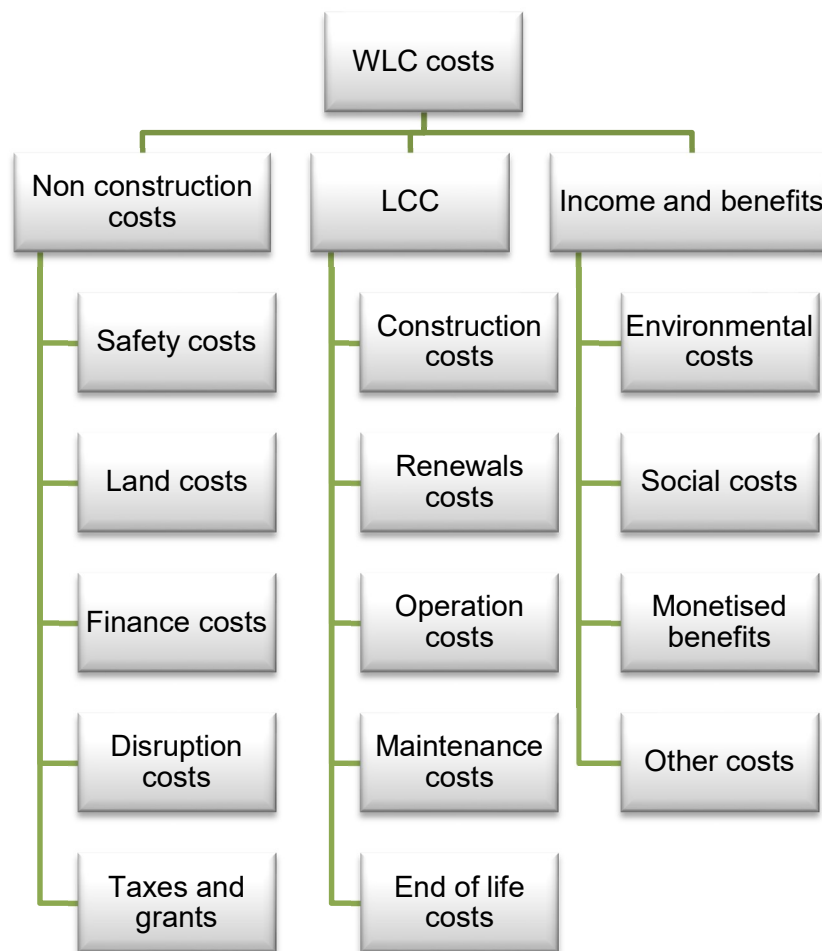 WLC costs
Non construction
costs
LCC
Income and benefits
Safety costs
Construction
costs
Environmental
costs
Land costs
Renewals
costs
Social costs
Finance costs
Operation
costs
Monetised
benefits
Disruption
costs
Maintenance
costs
Other costs
Taxes and
grants
End of life
costs